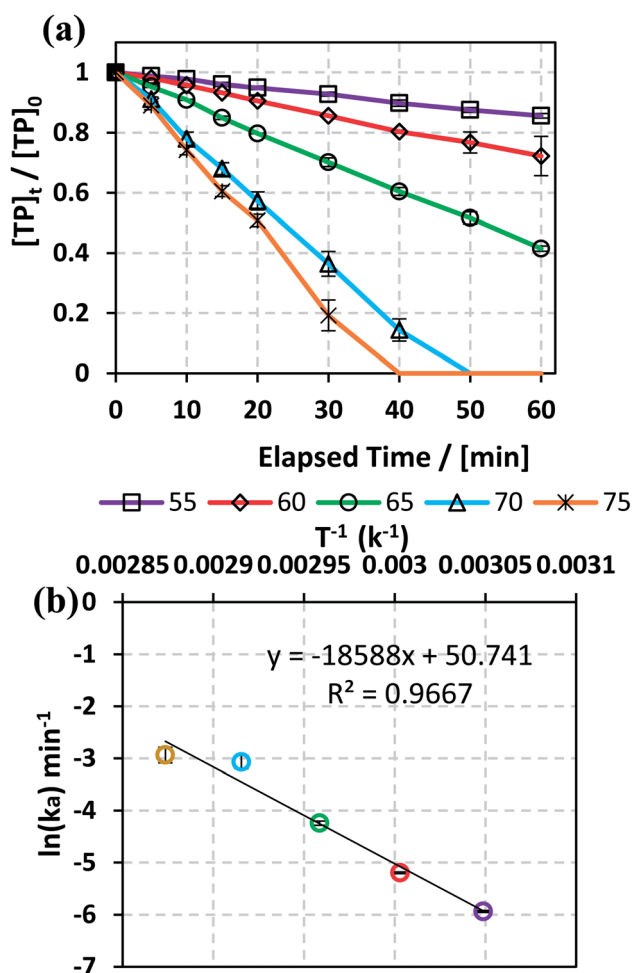 (a)
[TP]t / [TP]0
1
0.8
0.6
0.4
0.2
0
0 10 20 30 40 50 60
Elapsed Time / [min]
55 60 65 70 75
T⁻¹ (k⁻¹)
0.00285 0.0029 0.00295 0.003 0.00305 0.0031
(b)
ln(ka) min⁻¹
0
-1
-2
-3
-4
-5
-6
-7
y = -18588x + 50.741
R² = 0.9667